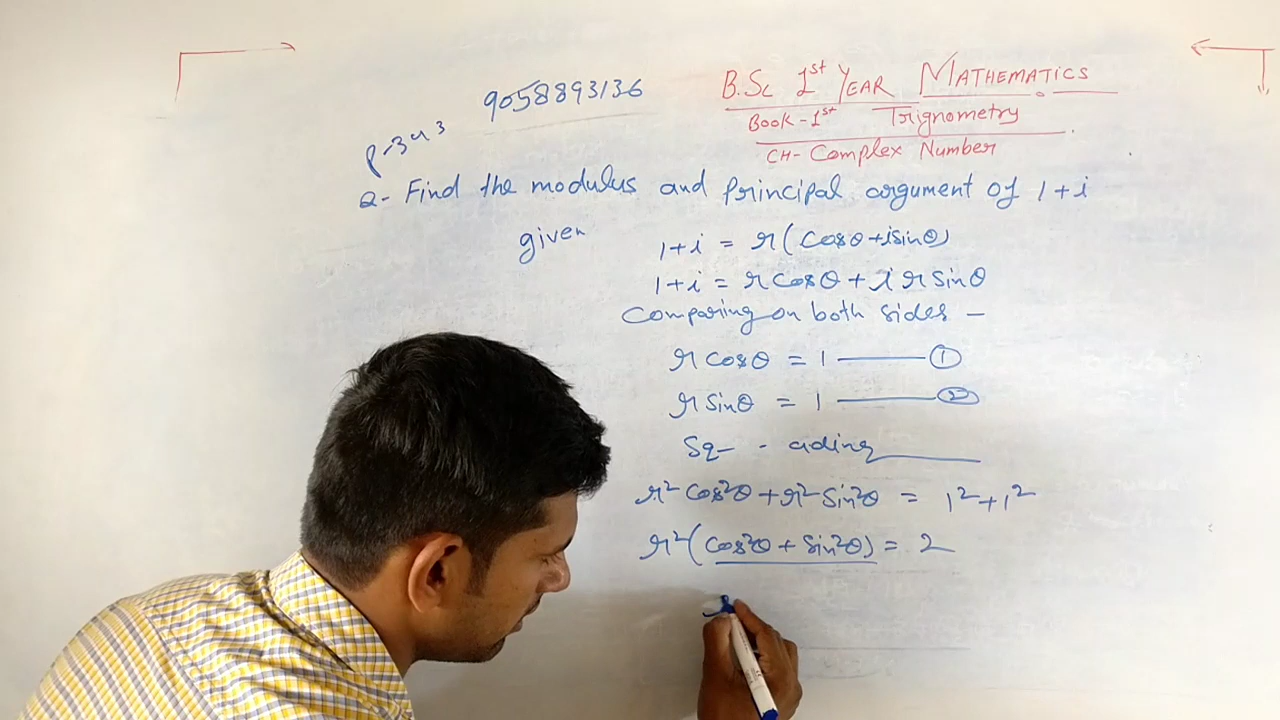 B.Sc 1st YEAR MATHEMATICS
Book-1st Trignometry
CH- Complex Number
9058893136
P-343
Q- Find the modulus and principal argument of 1+i
given 1+i = r(cosθ+isinθ)
1+i = r cosθ + i r sinθ
Comparing on both sides -
r cosθ = 1 —— ①
r sinθ = 1 —— ②
Sq - ading
r² cos²θ + r² sin²θ = 1²+1²
r²(cos²θ + sin²θ) = 2